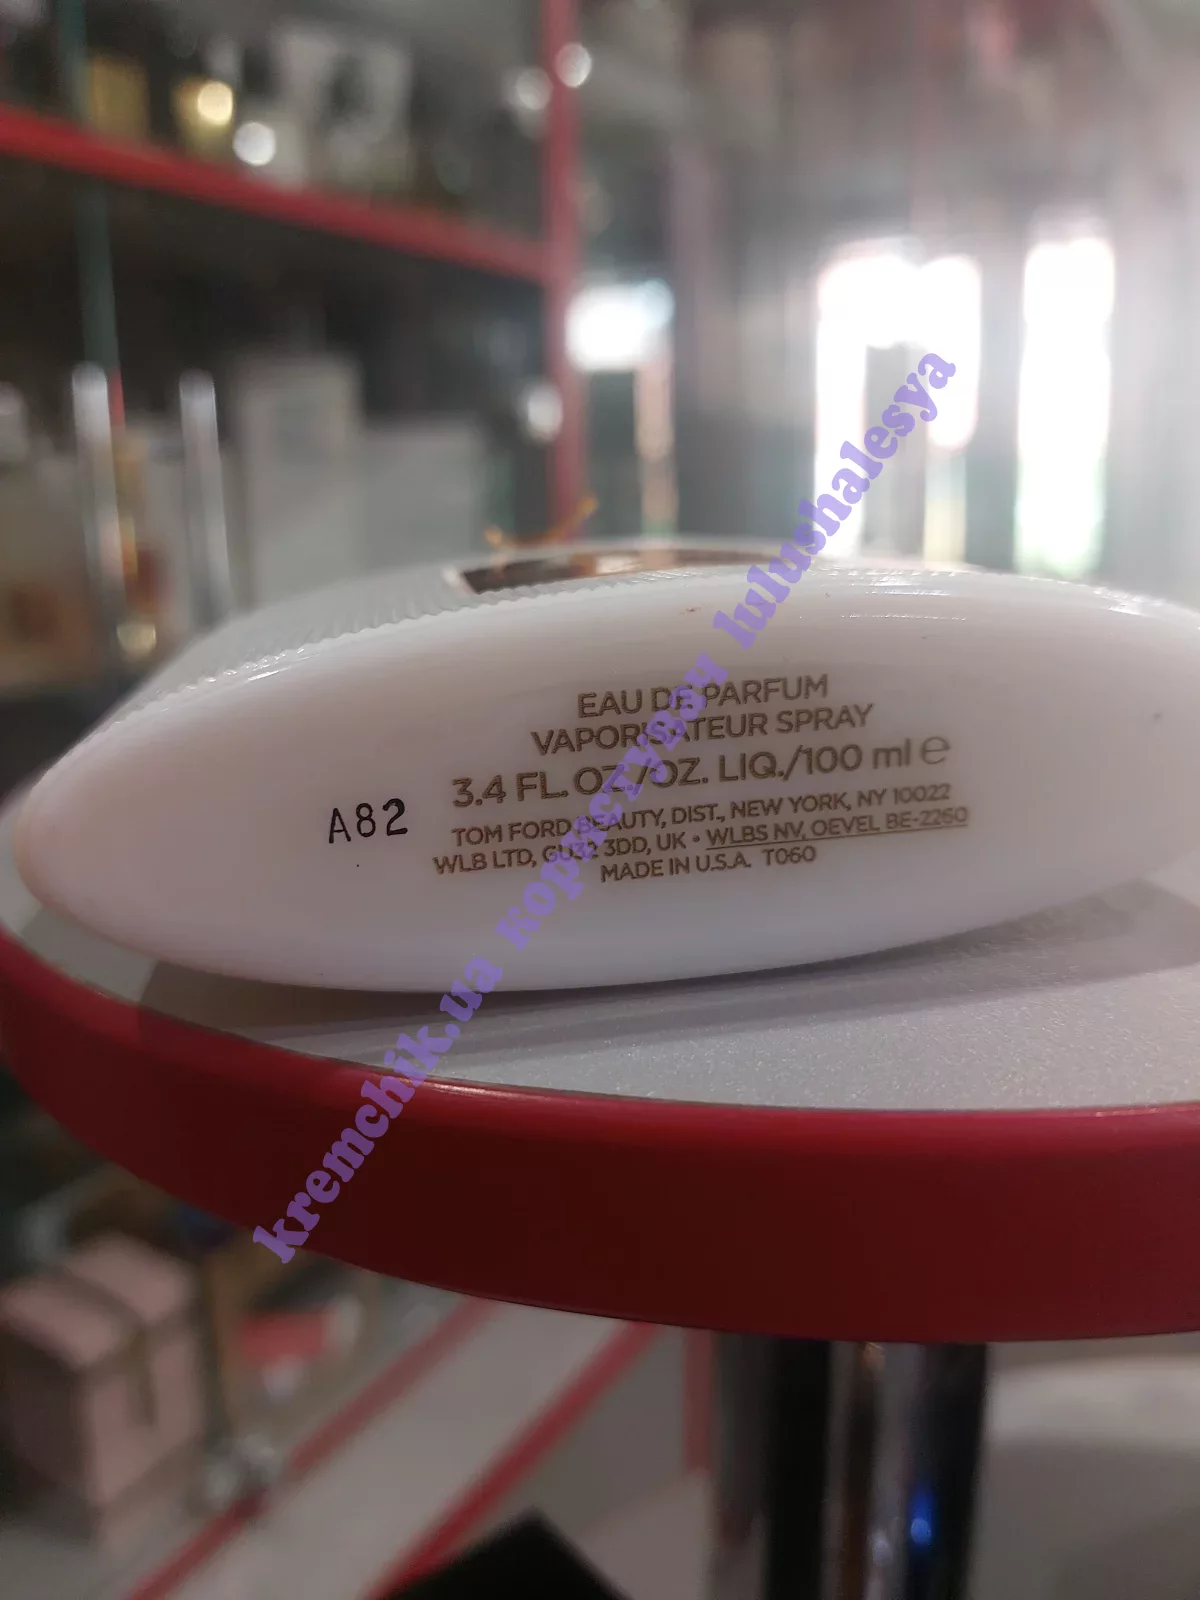 EAU DE PARFUM
VAPORISATEUR SPRAY
3.4 FL. OZ./OZ. LIQ./100 ml e
A82
TOM FORD BEAUTY, DIST., NEW YORK, NY 10022
WLB LTD, GU32 3DD, UK • WLBS NV, OEVEL BE-2260
MADE IN U.S.A. T060
kremchik.ua користувач lulushalesya